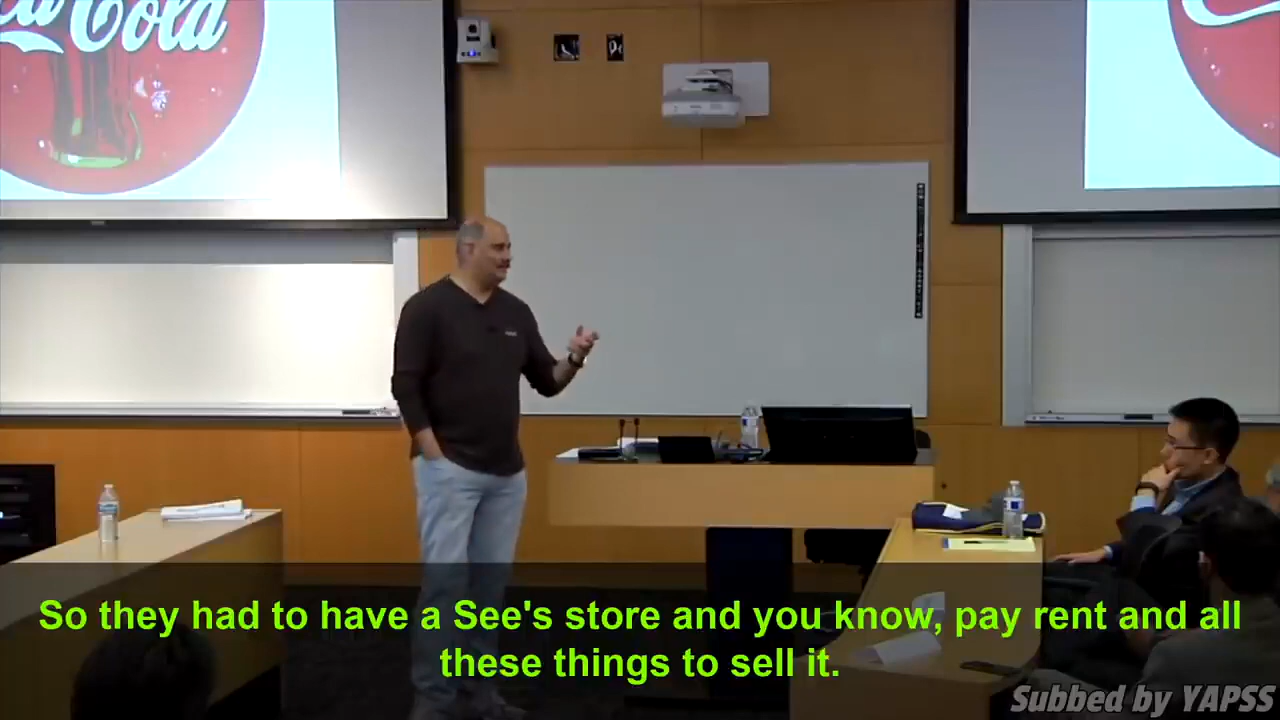 Cola
So they had to have a See's store and you know, pay rent and all
these things to sell it.
Subbed by YAPSS